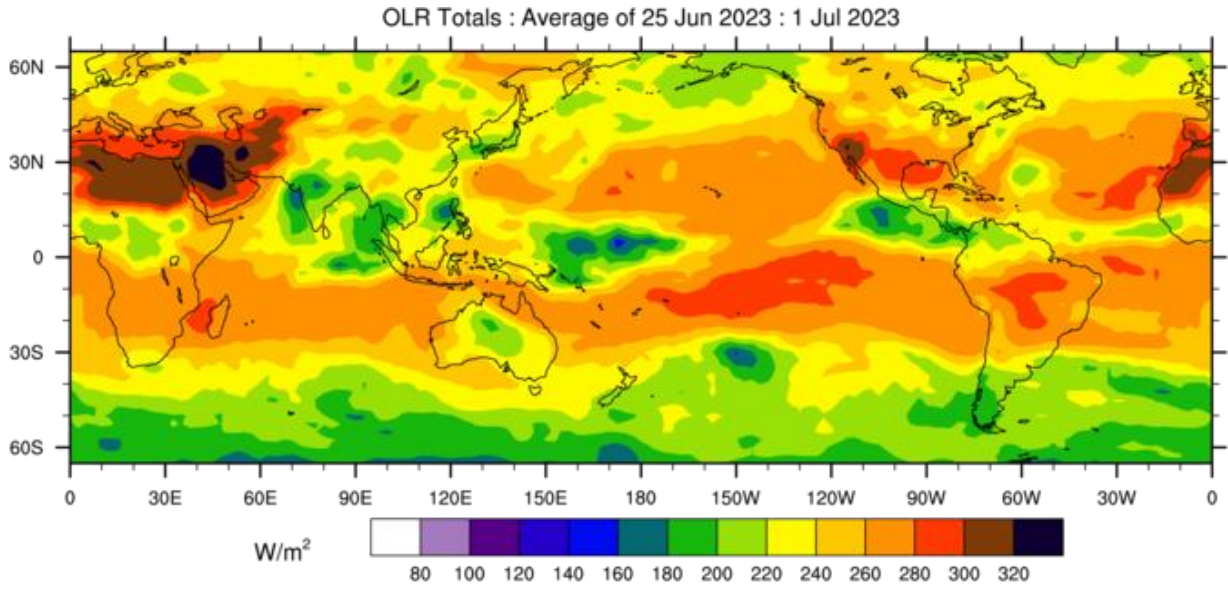 OLR Totals : Average of 25 Jun 2023 : 1 Jul 2023
60N
30N
0
30S
60S
0 30E 60E 90E 120E 150E 180 150W 120W 90W 60W 30W 0
W/m²
80 100 120 140 160 180 200 220 240 260 280 300 320